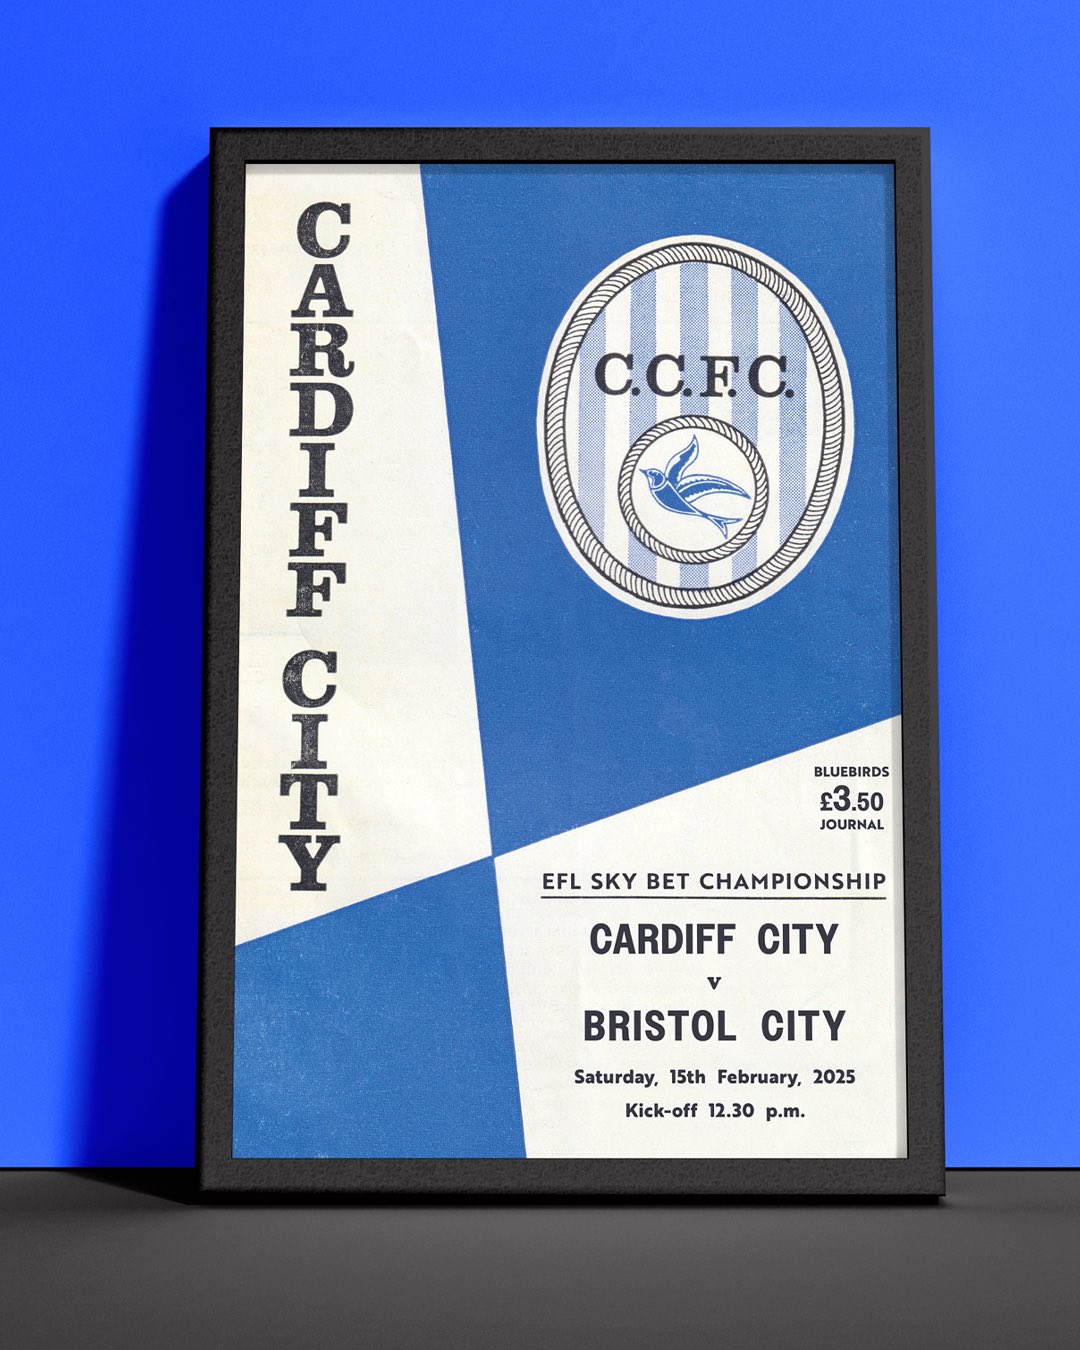 CARDIFF CITY
C.C.F.C.
BLUEBIRDS
£3.50
JOURNAL
EFL SKY BET CHAMPIONSHIP
CARDIFF CITY
v
BRISTOL CITY
Saturday, 15th February, 2025
Kick-off 12.30 p.m.